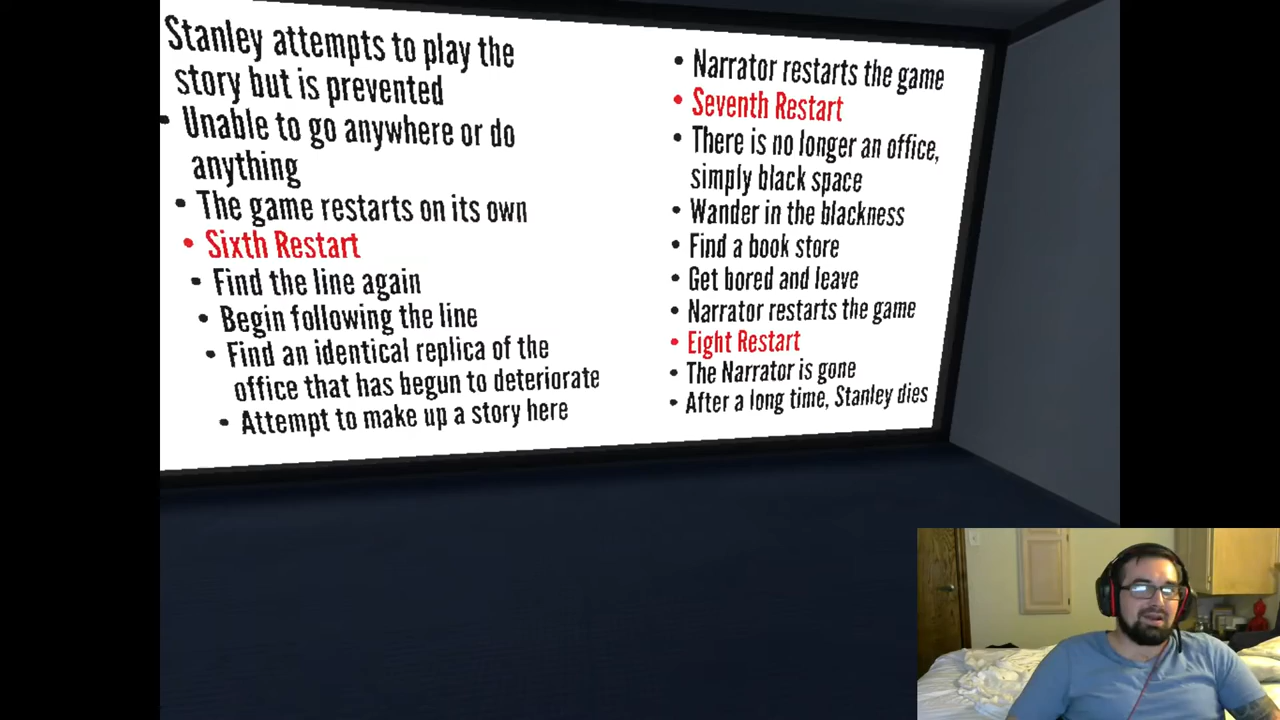 Stanley attempts to play the
story but is prevented
• Unable to go anywhere or do
anything
• The game restarts on its own
• Sixth Restart
• Find the line again
• Begin following the line
• Find an identical replica of the
office that has begun to deteriorate
• Attempt to make up a story here
• Narrator restarts the game
• Seventh Restart
• There is no longer an office,
simply black space
• Wander in the blackness
• Find a book store
• Get bored and leave
• Narrator restarts the game
• Eight Restart
• The Narrator is gone
• After a long time, Stanley dies